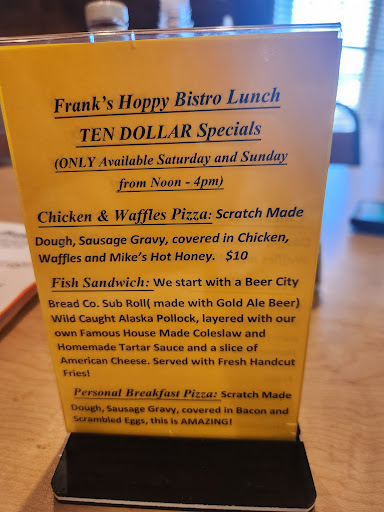 Frank's Hoppy Bistro Lunch
TEN DOLLAR Specials
(ONLY Available Saturday and Sunday
from Noon - 4pm)
Chicken & Waffles Pizza: Scratch Made
Dough, Sausage Gravy, covered in Chicken,
Waffles and Mike's Hot Honey. $10
Fish Sandwich: We start with a Beer City
Bread Co. Sub Roll( made with Gold Ale Beer)
Wild Caught Alaska Pollock, layered with our
own Famous House Made Coleslaw and
Homemade Tartar Sauce and a slice of
American Cheese. Served with Fresh Handcut
Fries!
Personal Breakfast Pizza: Scratch Made
Dough, Sausage Gravy, covered in Bacon and
Scrambled Eggs, this is AMAZING!